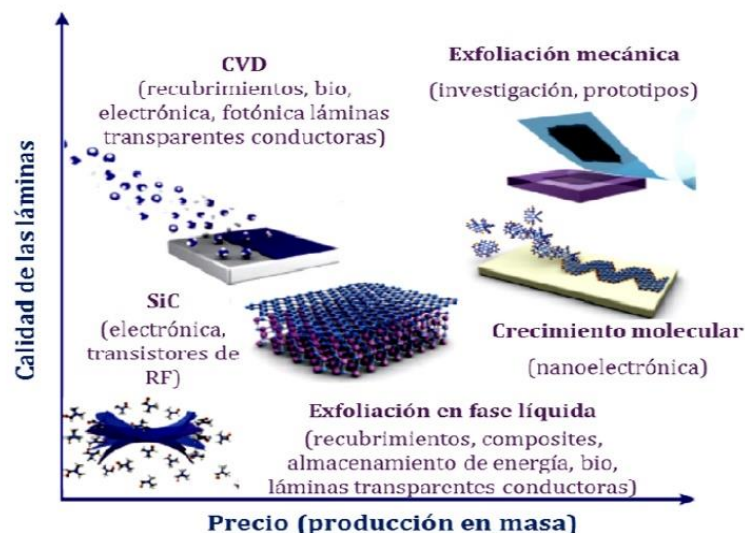 Calidad de las láminas
CVD
(recubrimientos, bio,
electrónica, fotónica láminas
transparentes conductoras)
Exfoliación mecánica
(investigación, prototipos)
SiC
(electrónica,
transistores de
RF)
Crecimiento molecular
(nanoelectrónica)
Exfoliación en fase líquida
(recubrimientos, composites,
almacenamiento de energía, bio,
láminas transparentes conductoras)
Precio (producción en masa)